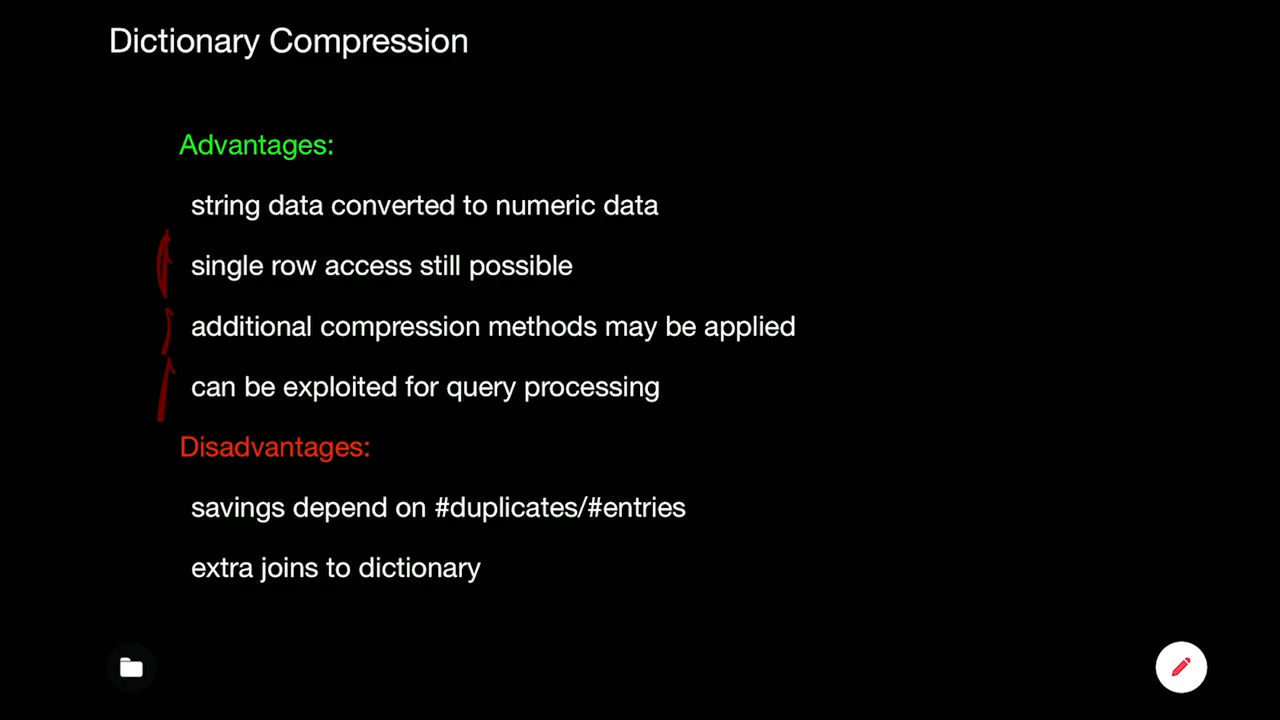 Dictionary Compression
Advantages:
string data converted to numeric data
single row access still possible
additional compression methods may be applied
can be exploited for query processing
Disadvantages:
savings depend on #duplicates/#entries
extra joins to dictionary